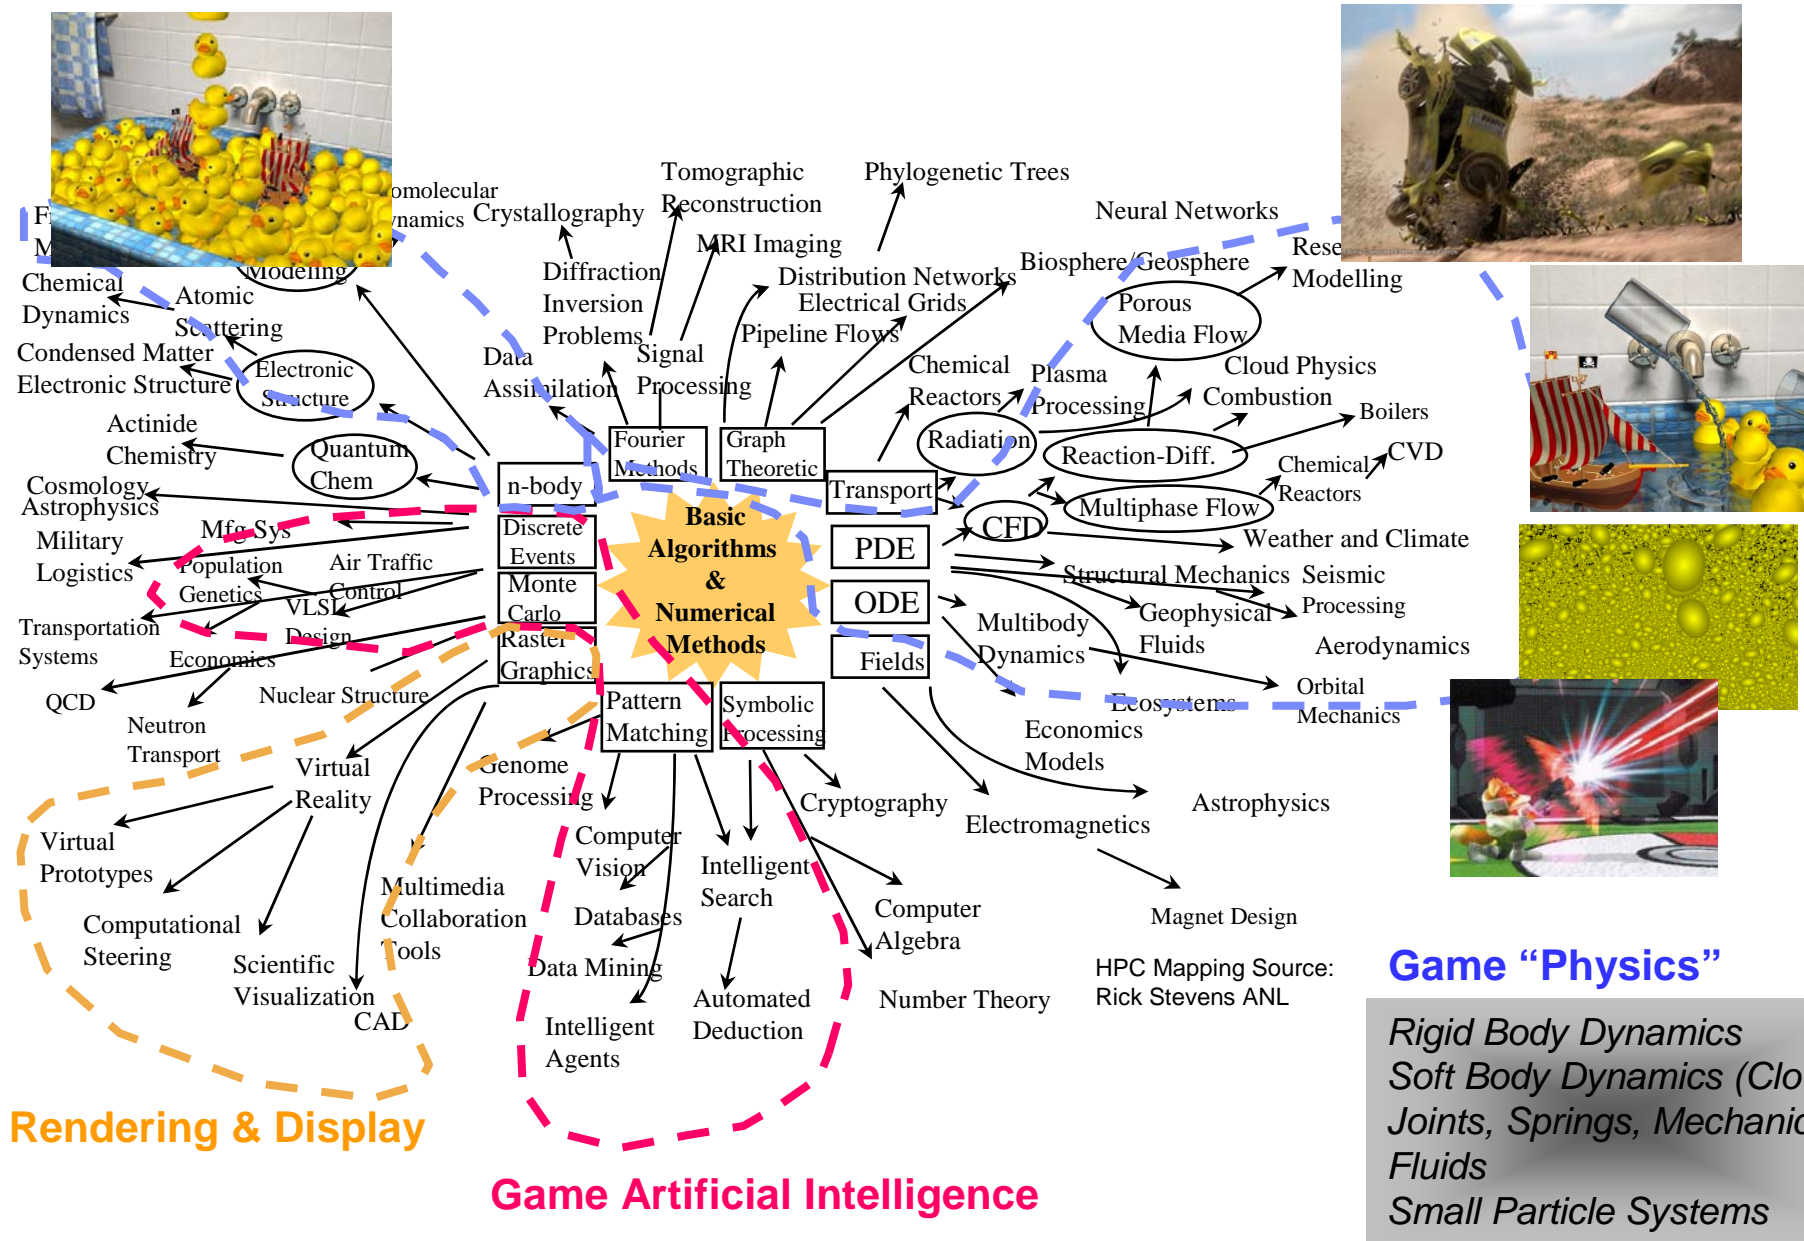 Tomographic
Reconstruction
Phylogenetic Trees
Crystallography
Neural Networks
MRI Imaging
Modeling
Diffraction
Inversion
Problems
Distribution Networks
Electrical Grids
Pipeline Flows
Biosphere/Geosphere
Modelling
Porous
Media Flow
Chemical
Dynamics
Atomic
Scattering
Condensed Matter
Electronic Structure
Electronic
Structure
Data
Assimilation
Signal
Processing
Chemical
Reactors
Plasma
Processing
Cloud Physics
Combustion
Boilers
Actinide
Chemistry
Quantum
Chem
Fourier
Methods
Graph
Theoretic
Radiation
Reaction-Diff.
CVD
Chemical
Reactors
Cosmology
Astrophysics
n-body
Transport
Multiphase Flow
Basic
Algorithms
&
Numerical
Methods
Military
Logistics
Mfg Sys
Discrete
Events
PDE
CFD
Weather and Climate
Population
Genetics
Air Traffic
Control
Monte
Carlo
ODE
Structural Mechanics
Seismic
Processing
VLSI
Design
Geophysical
Fluids
Transportation
Systems
Economics
Raster
Graphics
Fields
Multibody
Dynamics
Aerodynamics
QCD
Nuclear Structure
Pattern
Matching
Symbolic
Processing
Ecosystems
Orbital
Mechanics
Neutron
Transport
Economics
Models
Virtual
Reality
Genome
Processing
Cryptography
Astrophysics
Electromagnetics
Virtual
Prototypes
Computer
Vision
Intelligent
Search
Multimedia
Collaboration
Tools
Computational
Steering
Databases
Computer
Algebra
Magnet Design
Scientific
Visualization
Data Mining
CAD
Automated
Deduction
Number Theory
Intelligent
Agents
HPC Mapping Source:
Rick Stevens ANL
Game “Physics”
Rigid Body Dynamics
Soft Body Dynamics
Joints, Springs,
Fluids
Small Particle Systems
Rendering & Display
Game Artificial Intelligence